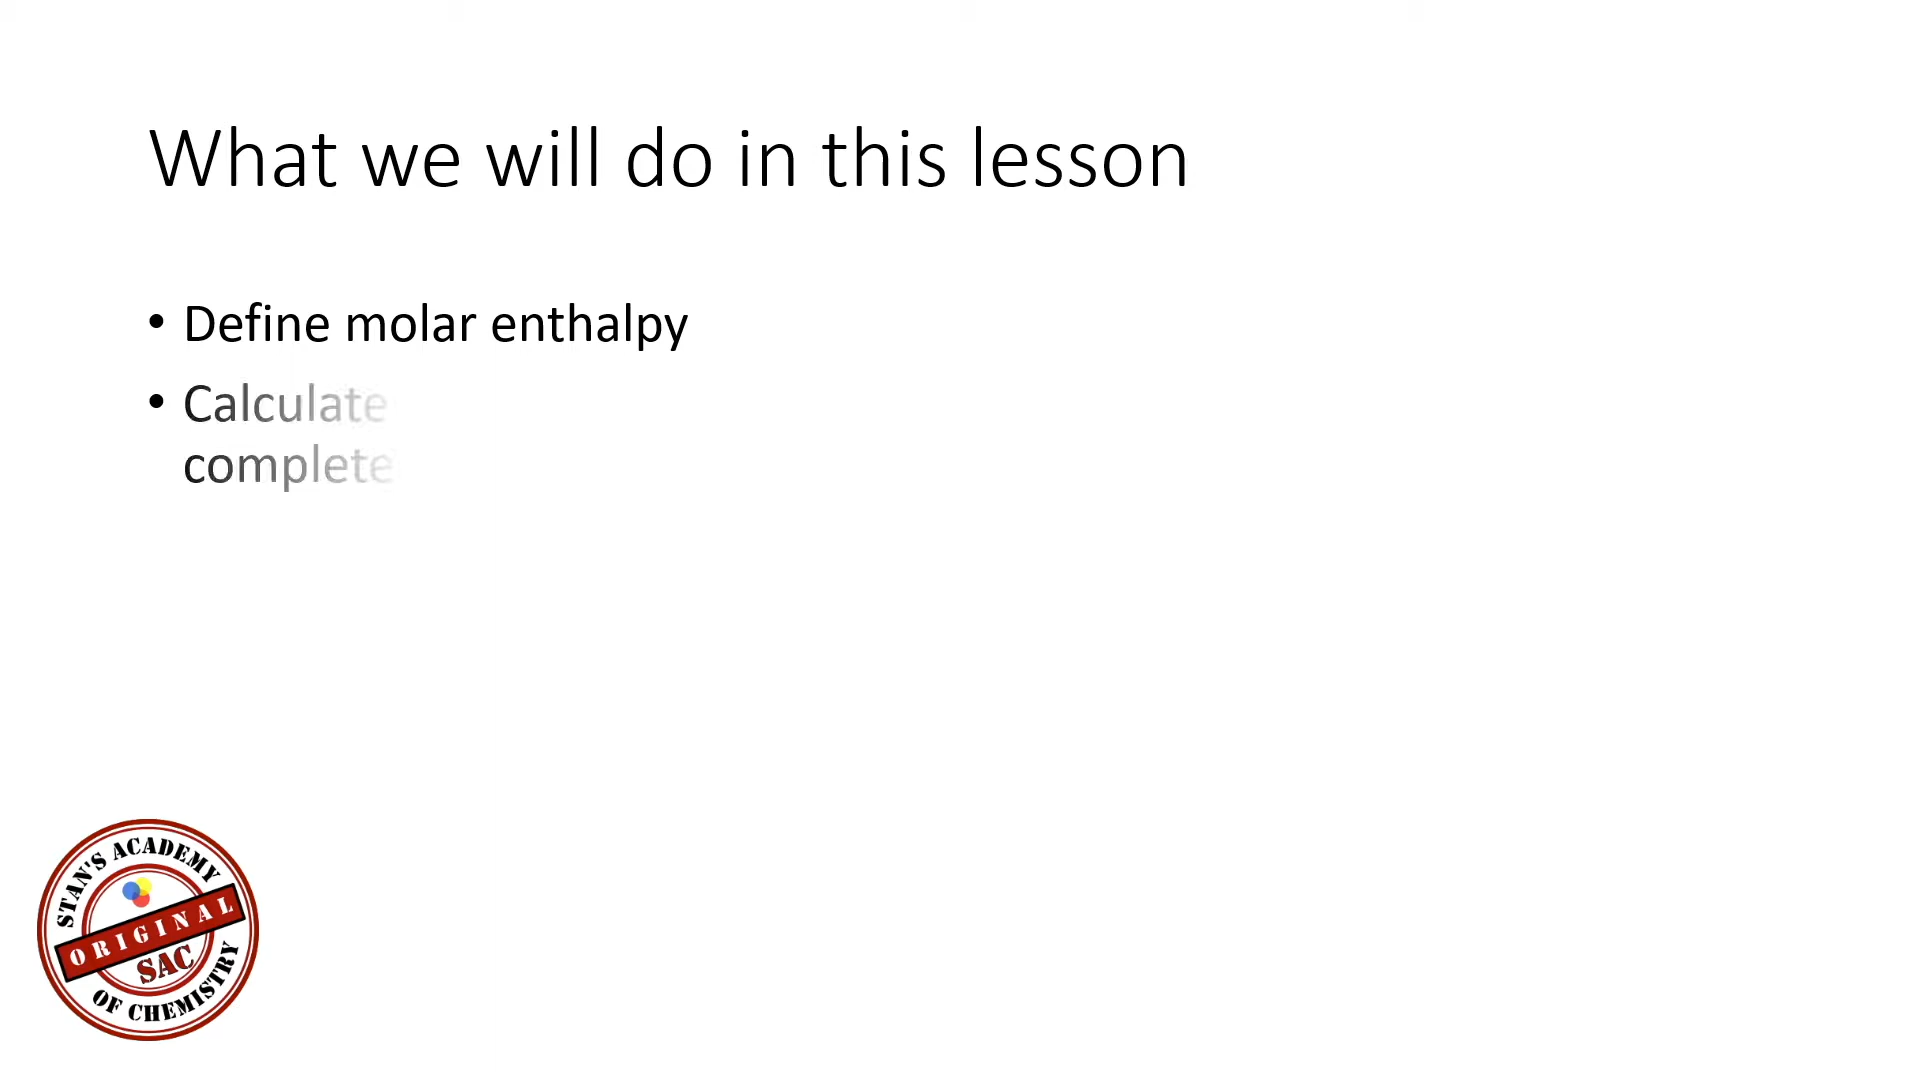 What we will do in this lesson
• Define molar enthalpy
• Calculate
complete
STAN'S ACADEMY
ORIGINAL
SAC
OF CHEMISTRY